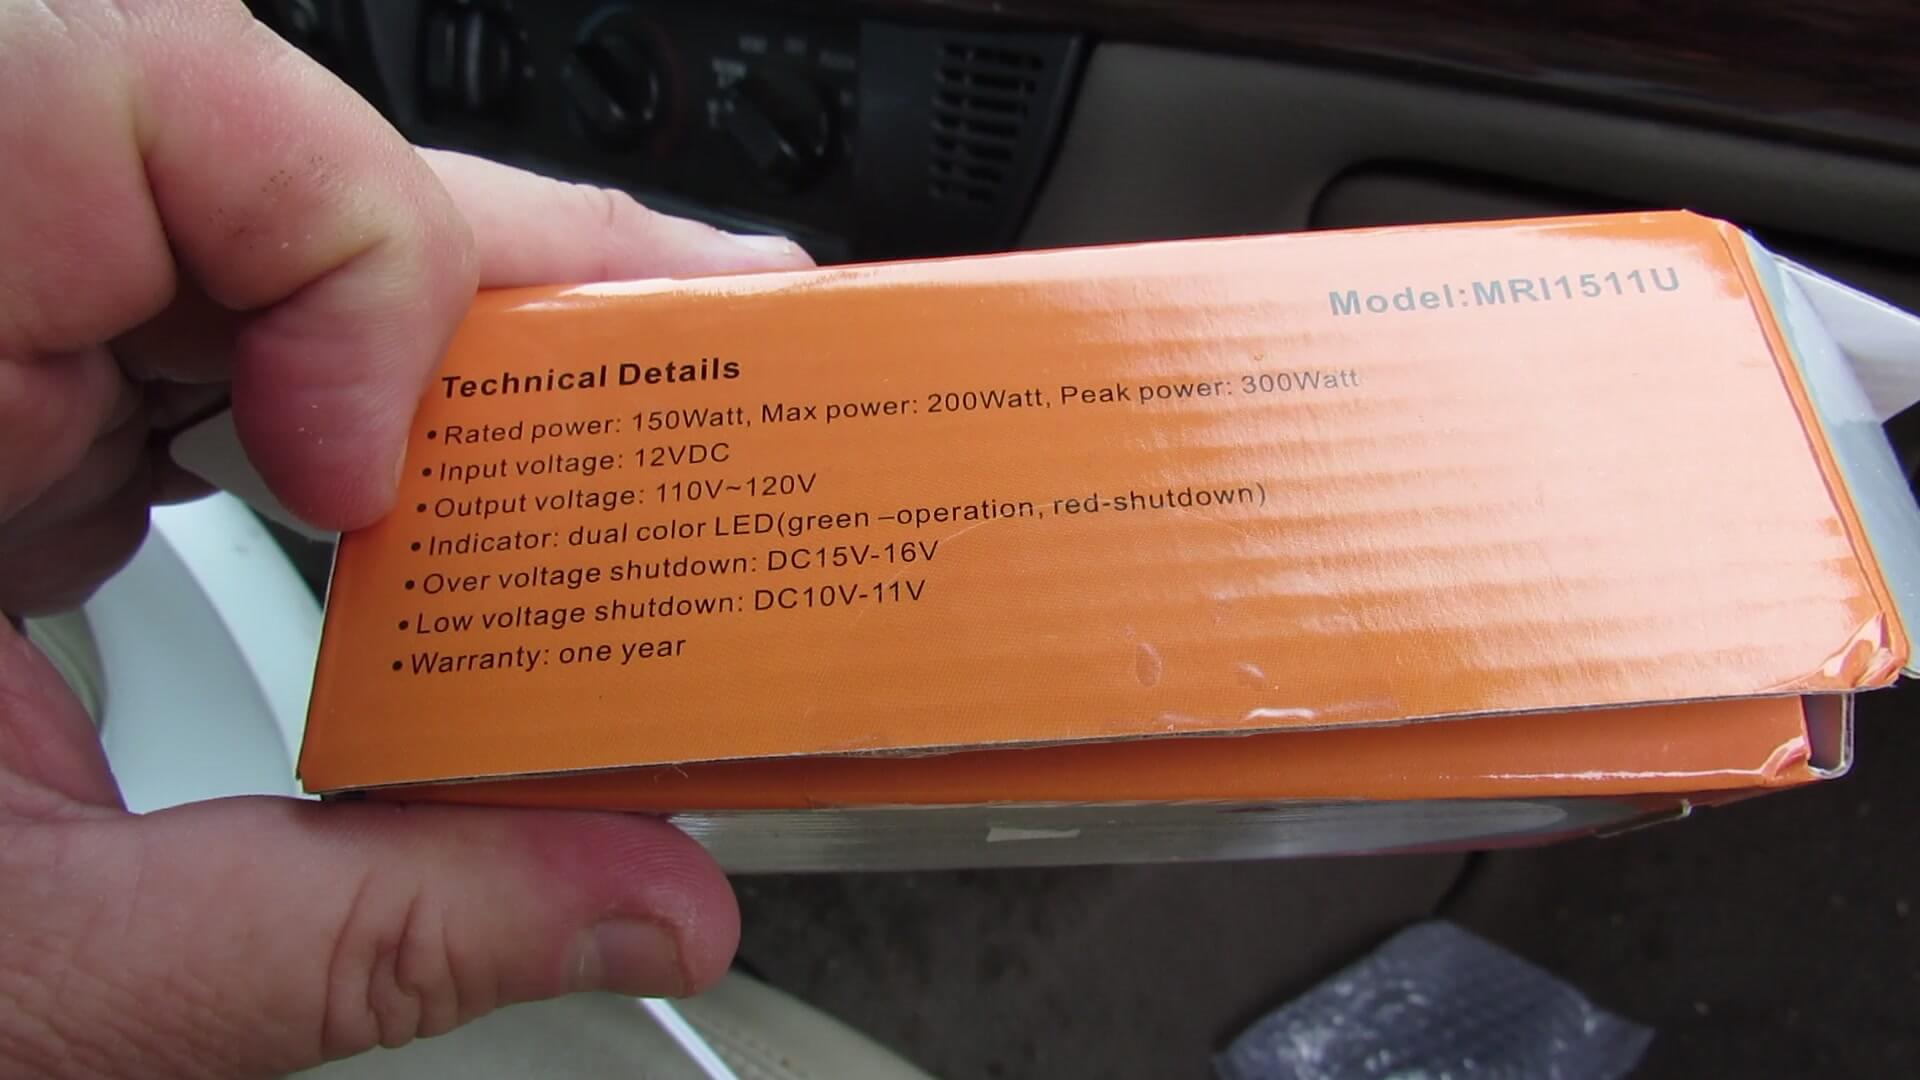 Model:MRI1511U
Technical Details
•Rated power: 150Watt, Max power: 200Watt, Peak power: 300Watt
•Input voltage: 12VDC
•Output voltage: 110V~120V
•Indicator: dual color LED(green –operation, red-shutdown)
•Over voltage shutdown: DC15V-16V
•Low voltage shutdown: DC10V-11V
•Warranty: one year